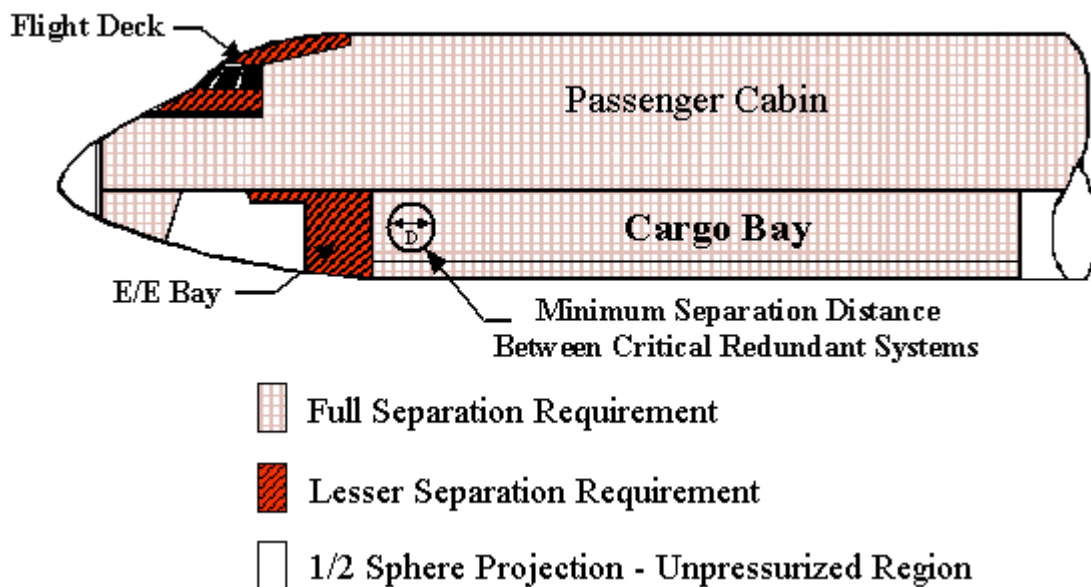 Flight Deck
Passenger Cabin
Cargo Bay
D
E/E Bay
Minimum Separation Distance
Between Critical Redundant Systems
Full Separation Requirement
Lesser Separation Requirement
1/2 Sphere Projection - Unpressurized Region